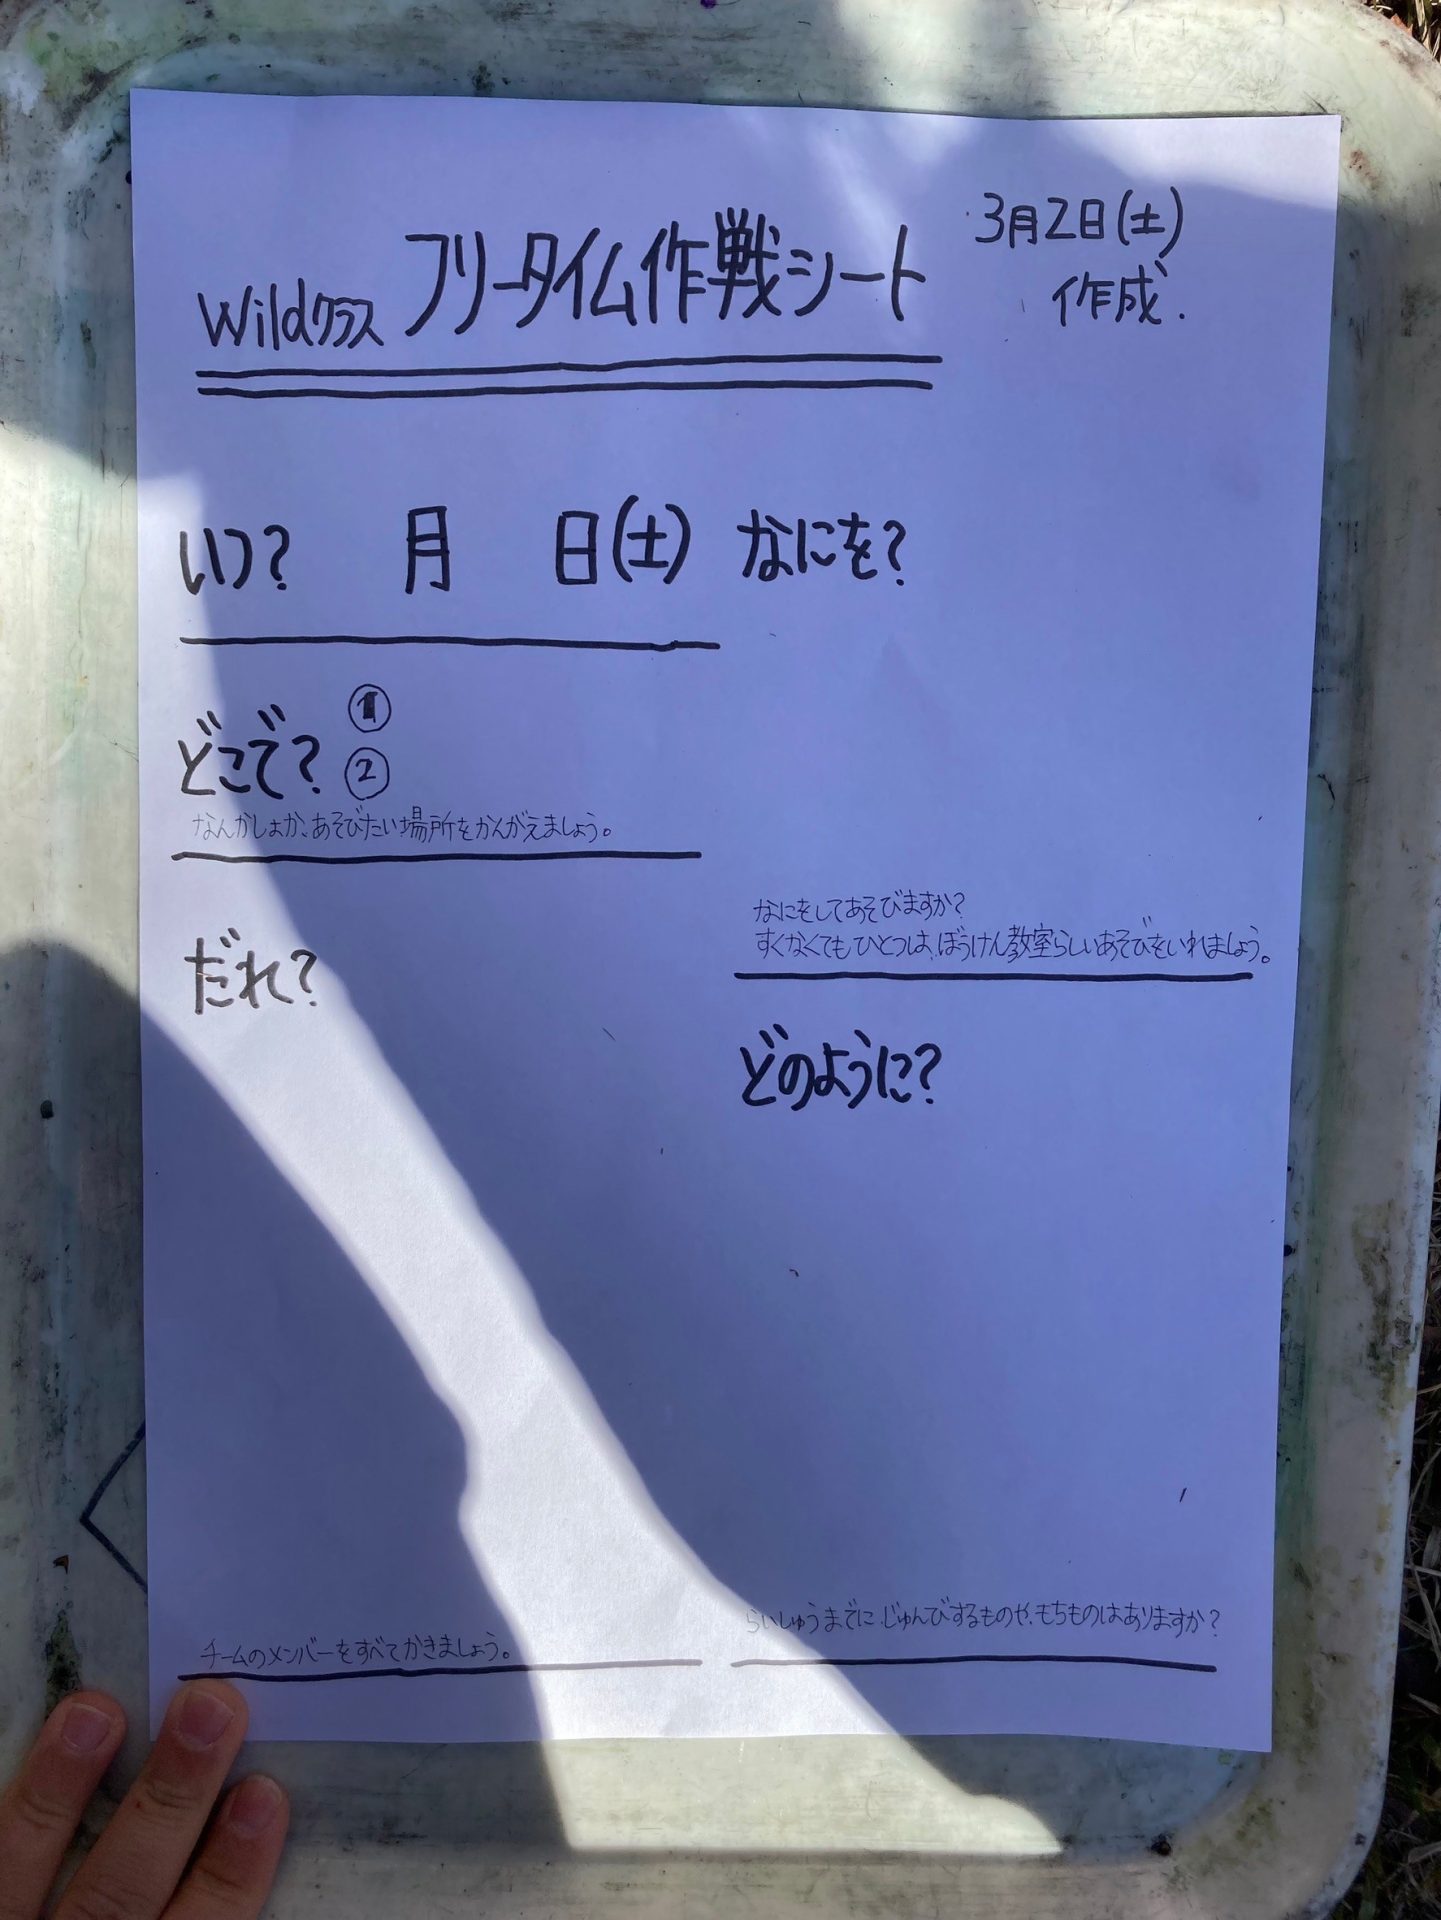 Wildクラス フリータイム作戦シート
3月2日(土)
作成.
いつ? 月 日(土)
どこで? ①
②
なんかしょか、あそびたい場所をかんがえましょう。
だれ?
チームのメンバーをすべてかきましょう。
なにを?
なにをしてあそびますか?
すくなくてもひとつは、ぼうけん教室らしいあそびをいれましょう。
どのように?
らいしゅうまでに、じゅんびするものや、もちものはありますか?